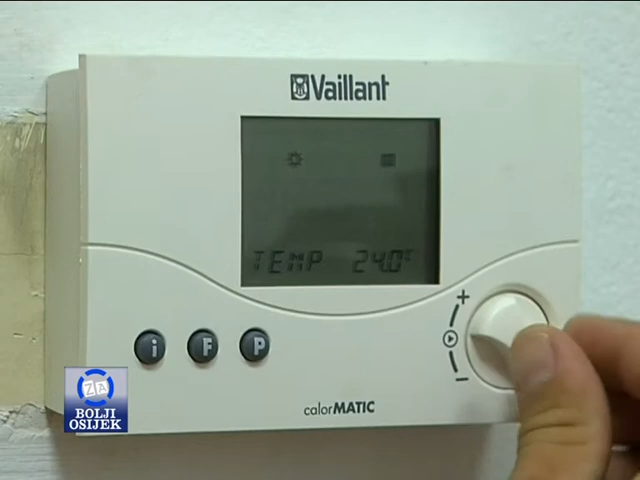 Vaillant
TEMP 24.0°C
i F P
+
-
calorMATIC
ZA
BOLJI
OSIJEK